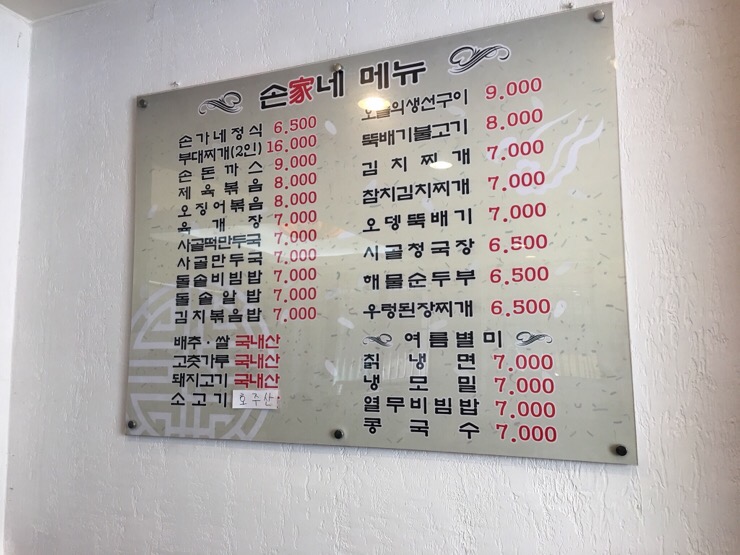 손家네 메뉴
손가네정식 6.500
부대찌개(2인) 16.000
손돈까스 9.000
제육볶음 8.000
오징어볶음 8.000
육개장 7.000
사골떡만두국 7.000
사골만두국 7.000
돌솥비빔밥 7.000
돌솥알밥 7.000
김치볶음밥 7.000
배추·쌀 국내산
고춧가루 국내산
돼지고기 국내산
소고기 호주산
오늘의생선구이 9.000
뚝배기불고기 8.000
김치찌개 7.000
참치김치찌개 7.000
오뎅뚝배기 7.000
시골청국장 6.500
해물순두부 6.500
우렁된장찌개 6.500
여름별미
칡냉면 7.000
냉모밀 7.000
열무비빔밥 7.000
콩국수 7.000